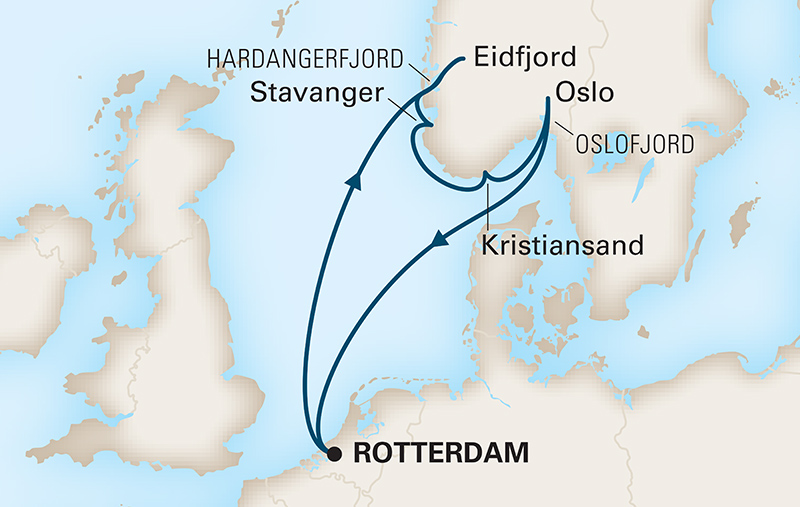 HARDANGERFJORD
Eidfjord
Stavanger
Oslo
OSLOFJORD
Kristiansand
ROTTERDAM